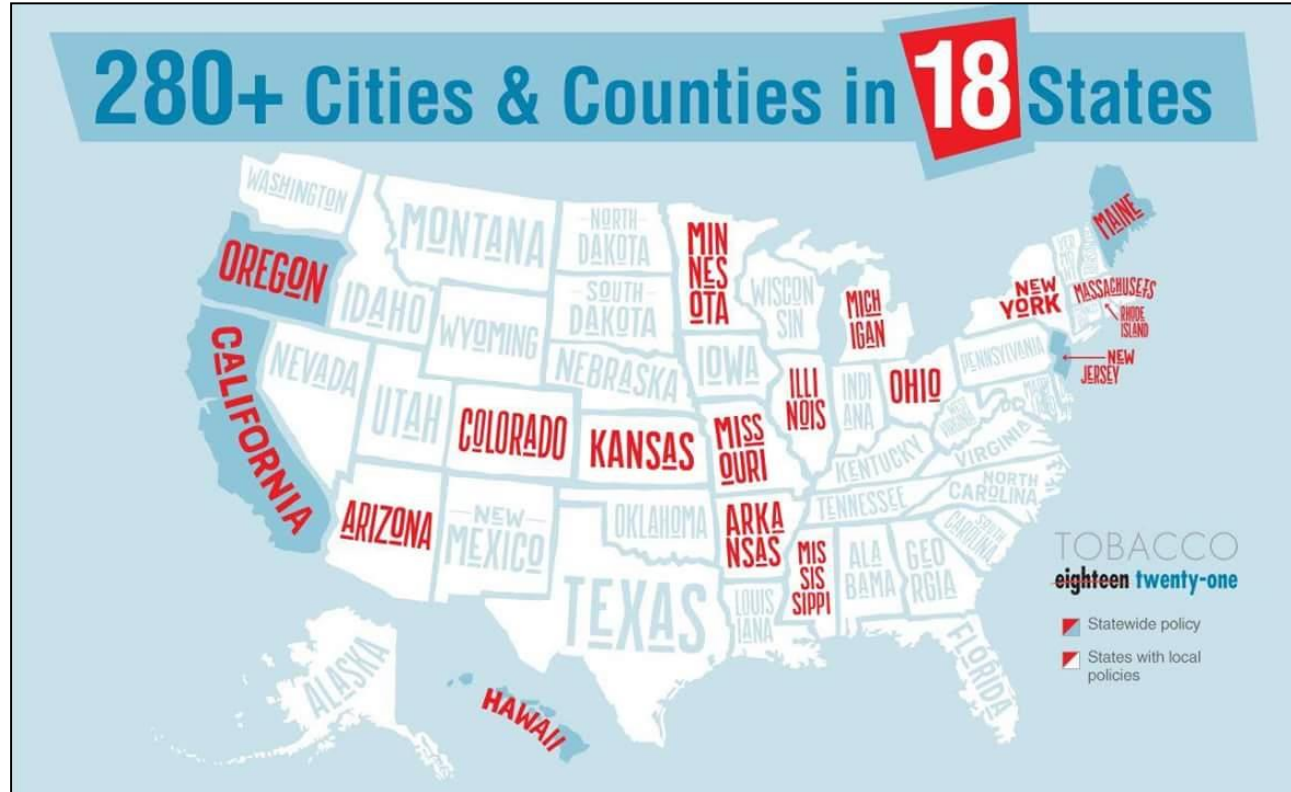 280+ Cities & Counties in 18 States
WASHINGTON
MONTANA
NORTH
DAKOTA
MIN
NES
OTA
MAINE
OREGON
IDAHO
WYOMING
SOUTH
DAKOTA
WISCON
SIN
MICH
IGAN
NEW
YORK
MASSACHUSETS
RHODE
ISLAND
CALIFORNIA
NEVADA
UTAH
COLORADO
NEBRASKA
KANSAS
IOWA
MISS
OURI
ILLI
NOIS
INDI
ANA
OHIO
PENNSYLVANIA
NEW
JERSEY
DC
VIRGINIA
KENTUCKY
ARIZONA
NEW
MEXICO
OKLAHOMA
ARKA
NSAS
TENNESSEE
NORTH
CAROLINA
SOUTH
CAROLINA
TEXAS
LOUIS
IANA
MIS
SIS
SIPPI
ALA
BAMA
GEO
RGIA
FLORIDA
ALASKA
HAWAII
TOBACCO
eighteen twenty-one
Statewide policy
States with local
policies